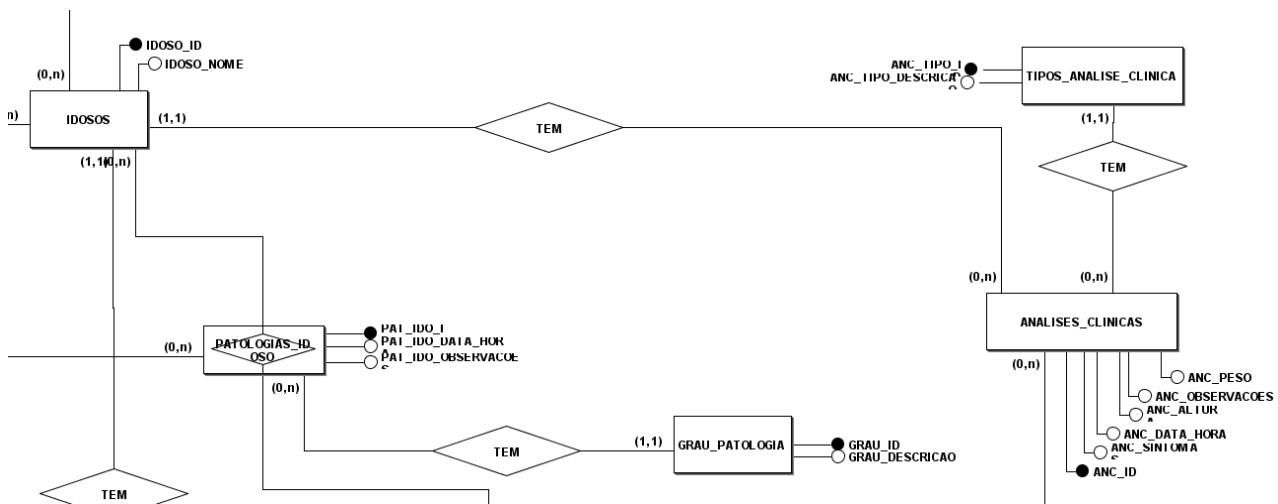 IDOSO_ID
IDOSO_NOME
(0,n)
n)
IDOSOS
(1,1)
TEM
ANC_TIPO_I
ANC_TIPO_DESCRICA
TIPOS_ANALISE_CLINICA
(1,1)
TEM
(1,1)
(0,n)
(0,n)
(0,n)
ANALISES_CLINICAS
(0,n)
PATOLOGIAS_ID
OSO
PAT_IDO_I
PAT_IDO_DATA_HOR
PAT_IDO_OBSERVACOE
(0,n)
(0,n)
ANC_PESO
ANC_OBSERVACOES
ANC_ALTUR
ANC_DATA_HORA
ANC_SINTOMA
ANC_ID
TEM
(1,1)
GRAU_PATOLOGIA
GRAU_ID
GRAU_DESCRICAO
TEM